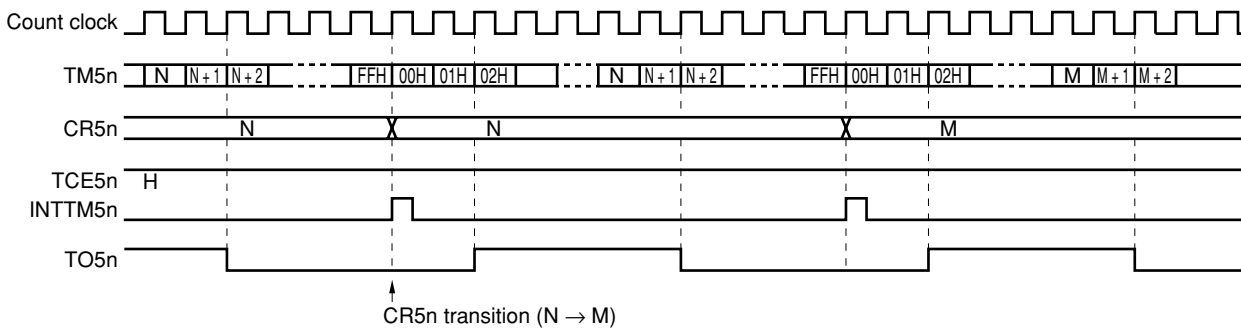 Count clock
TM5n N N + 1 N + 2 FFH 00H 01H 02H N N + 1 N + 2 FFH 00H 01H 02H M M + 1 M + 2
CR5n N N M
TCE5n H
INTTM5n
TO5n
CR5n transition (N → M)